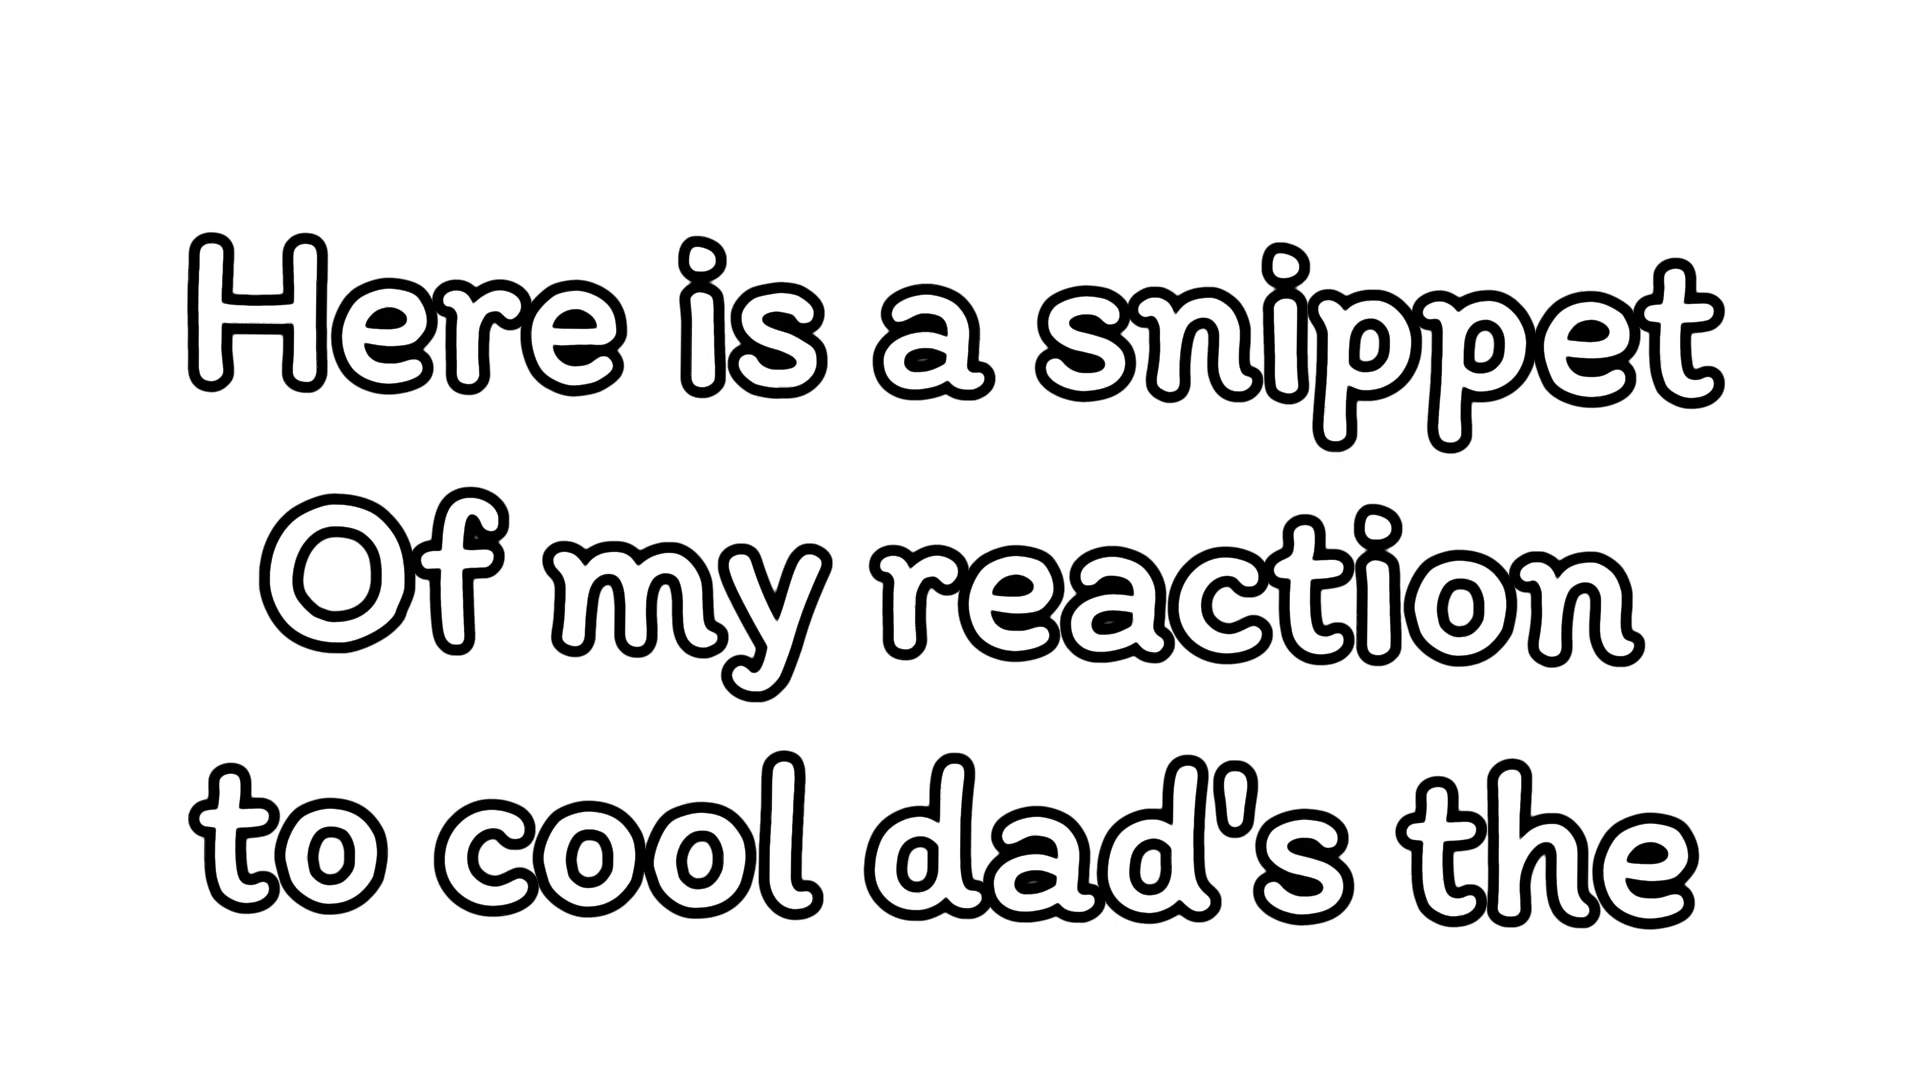 Here is a snippet
Of my reaction
to cool dad's the